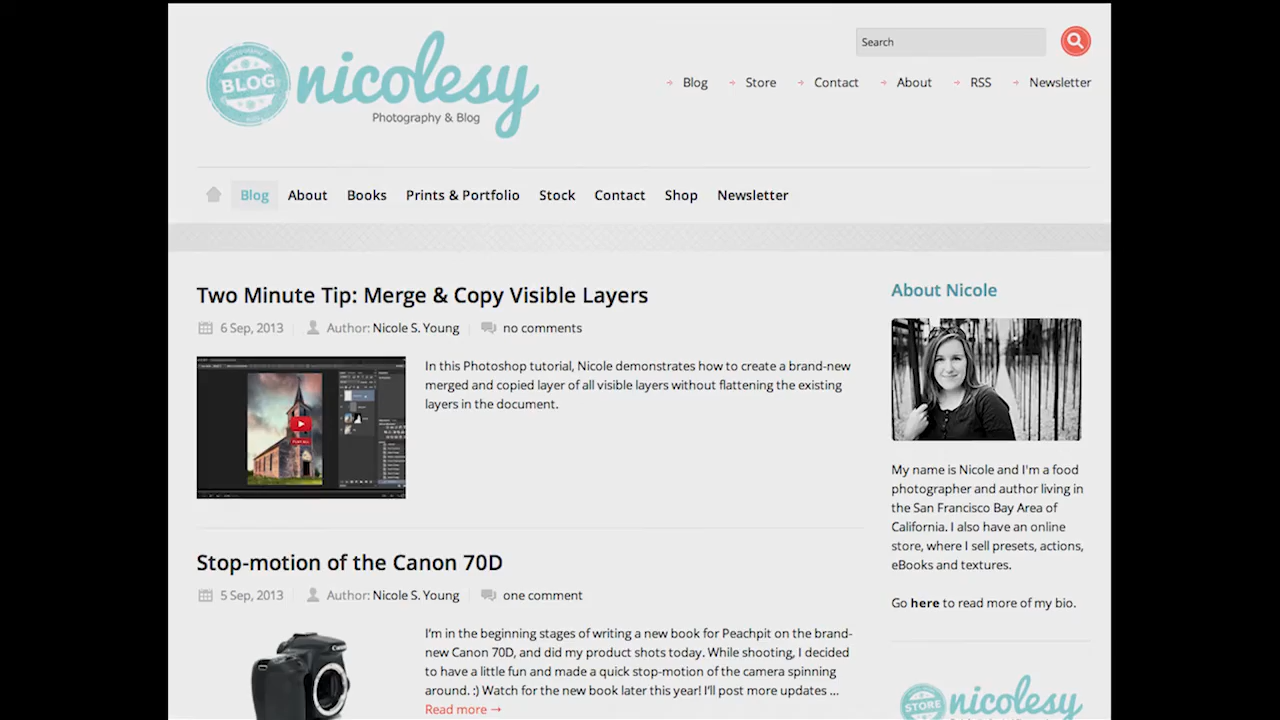 BLOG
nicolesy
Photography & Blog
Search
Blog
Store
Contact
About
RSS
Newsletter
Blog
About
Books
Prints & Portfolio
Stock
Contact
Shop
Newsletter
Two Minute Tip: Merge & Copy Visible Layers
6 Sep, 2013
Author: Nicole S. Young
no comments
In this Photoshop tutorial, Nicole demonstrates how to create a brand-new
merged and copied layer of all visible layers without flattening the existing
layers in the document.
Stop-motion of the Canon 70D
5 Sep, 2013
Author: Nicole S. Young
one comment
Canon
I'm in the beginning stages of writing a new book for Peachpit on the brand-
new Canon 70D, and did my product shots today. While shooting, I decided
to have a little fun and made a quick stop-motion of the camera spinning
around. :) Watch for the new book later this year! I'll post more updates ...
Read more →
About Nicole
My name is Nicole and I'm a food
photographer and author living in
the San Francisco Bay Area of
California. I also have an online
store, where I sell presets, actions,
eBooks and textures.
Go here to read more of my bio.
STORE
nicolesy